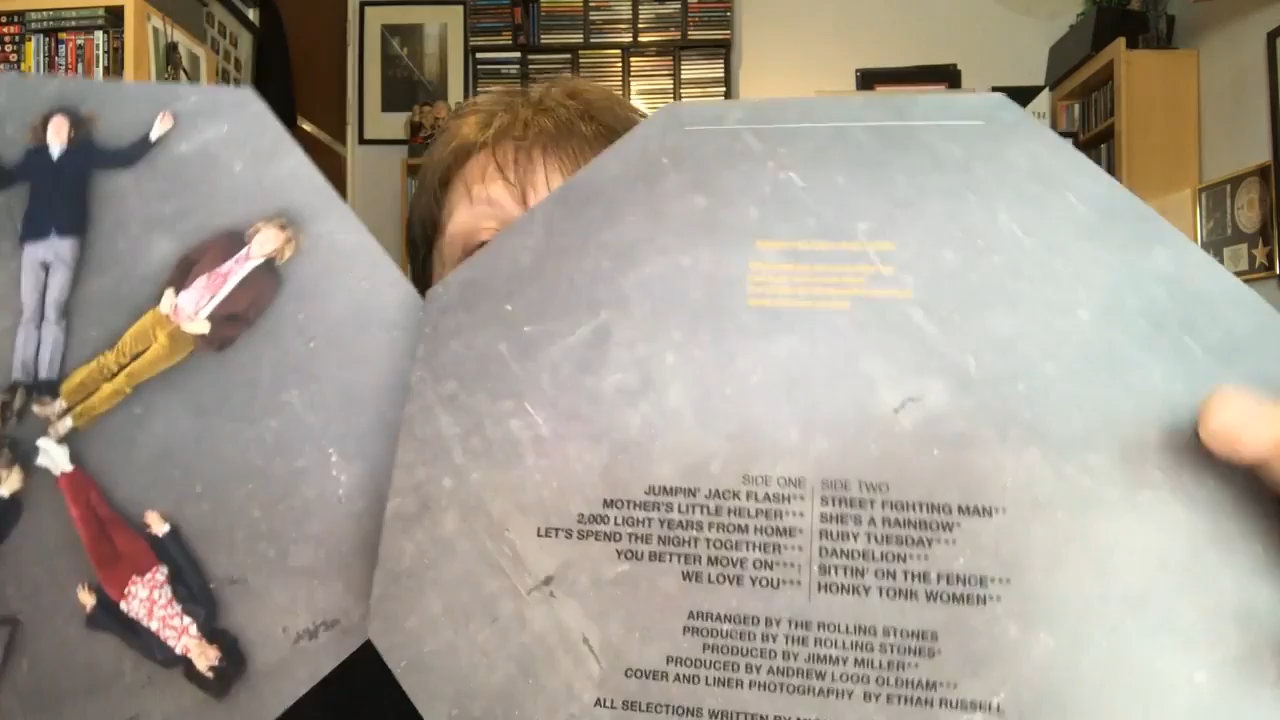 SIDE ONE
JUMPIN' JACK FLASH**
MOTHER'S LITTLE HELPER***
2,000 LIGHT YEARS FROM HOME*
LET'S SPEND THE NIGHT TOGETHER***
YOU BETTER MOVE ON****
WE LOVE YOU***
SIDE TWO
STREET FIGHTING MAN**
SHE'S A RAINBOW*
RUBY TUESDAY***
DANDELION***
SITTIN' ON THE FENCE***
HONKY TONK WOMEN**
ARRANGED BY THE ROLLING STONES
PRODUCED BY THE ROLLING STONES*
PRODUCED BY JIMMY MILLER**
PRODUCED BY ANDREW LOOG OLDHAM***
COVER AND LINER PHOTOGRAPHY BY ETHAN RUSSELL
ALL SELECTIONS WRITTEN BY